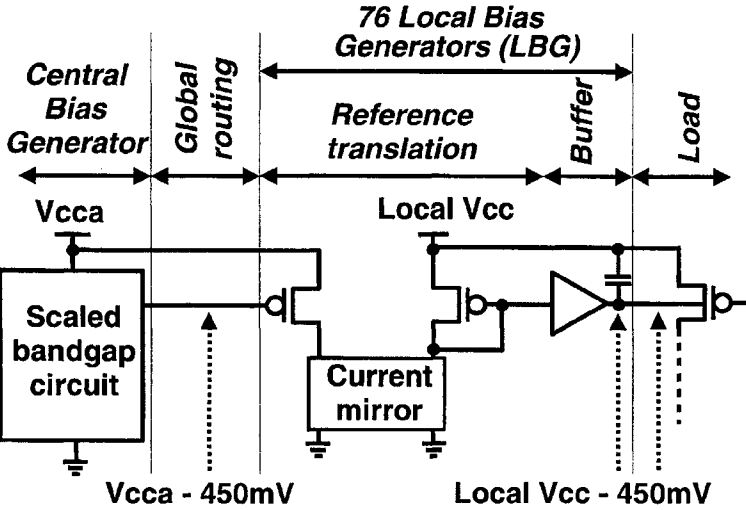 76 Local Bias
Generators (LBG)
Central
Bias
Generator
Global
routing
Reference
translation
Buffer
Load
Vcca
Local Vcc
Scaled
bandgap
circuit
Current
mirror
Vcca - 450mV
Local Vcc - 450mV